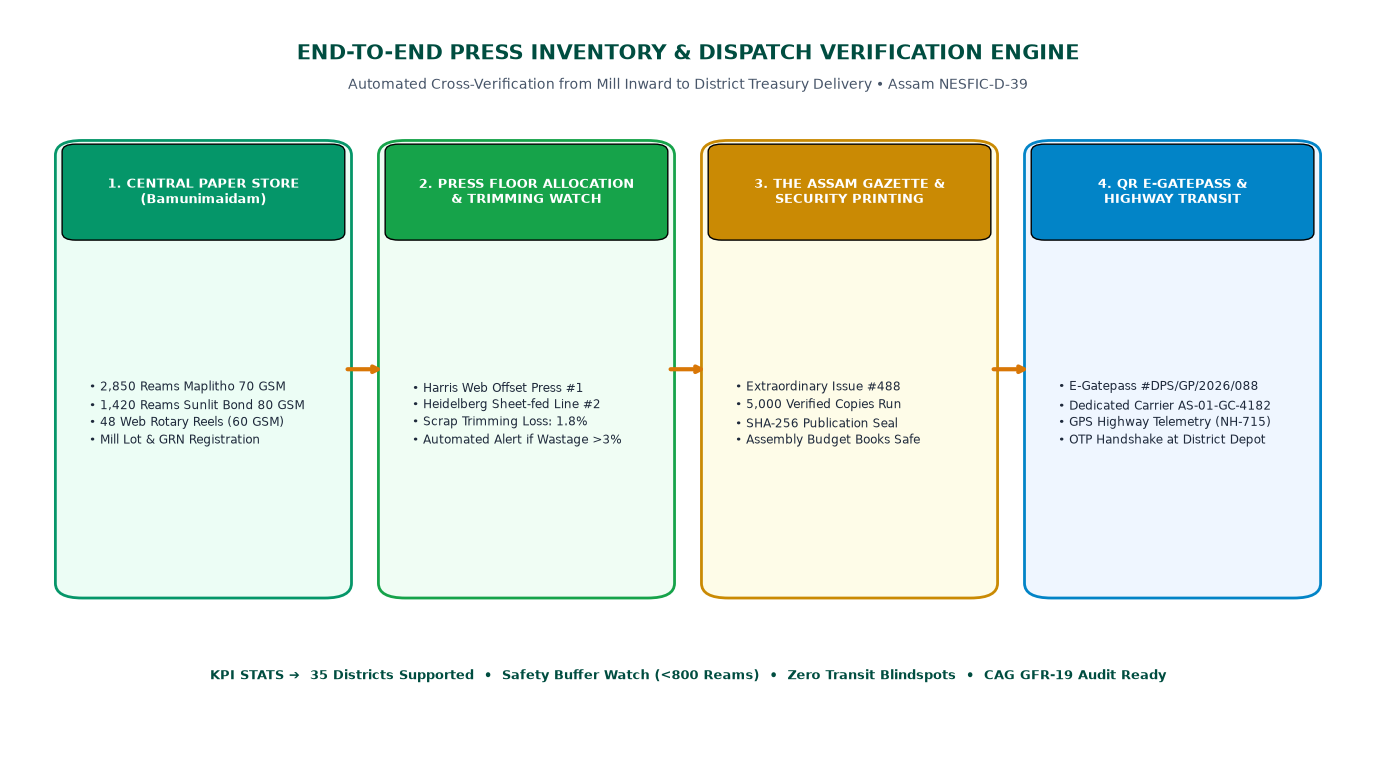 END-TO-END PRESS INVENTORY & DISPATCH VERIFICATION ENGINE
Automated Cross-Verification from Mill Inward to District Treasury Delivery • Assam NESFIC-D-39
1. CENTRAL PAPER STORE
(Bamunimaidam)
• 2,850 Reams Maplitho 70 GSM
• 1,420 Reams Sunlit Bond 80 GSM
• 48 Web Rotary Reels (60 GSM)
• Mill Lot & GRN Registration
2. PRESS FLOOR ALLOCATION
& TRIMMING WATCH
• Harris Web Offset Press #1
• Heidelberg Sheet-fed Line #2
• Scrap Trimming Loss: 1.8%
• Automated Alert if Wastage >3%
3. THE ASSAM GAZETTE &
SECURITY PRINTING
• Extraordinary Issue #488
• 5,000 Verified Copies Run
• SHA-256 Publication Seal
• Assembly Budget Books Safe
4. QR E-GATEPASS &
HIGHWAY TRANSIT
• E-Gatepass #DPS/GP/2026/088
• Dedicated Carrier AS-01-GC-4182
• GPS Highway Telemetry (NH-715)
• OTP Handshake at District Depot
KPI STATS ➔ 35 Districts Supported • Safety Buffer Watch (<800 Reams) • Zero Transit Blindspots • CAG GFR-19 Audit Ready